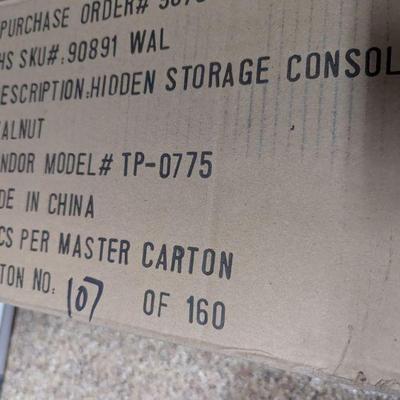 PURCHASE ORDER#
HS SKU#: 90891 WAL
ESCRIPTION:HIDDEN STORAGE CONSOL
ALNUT
NDOR MODEL# TP-0775
DE IN CHINA
CS PER MASTER CARTON
TON NO: 107 OF 160